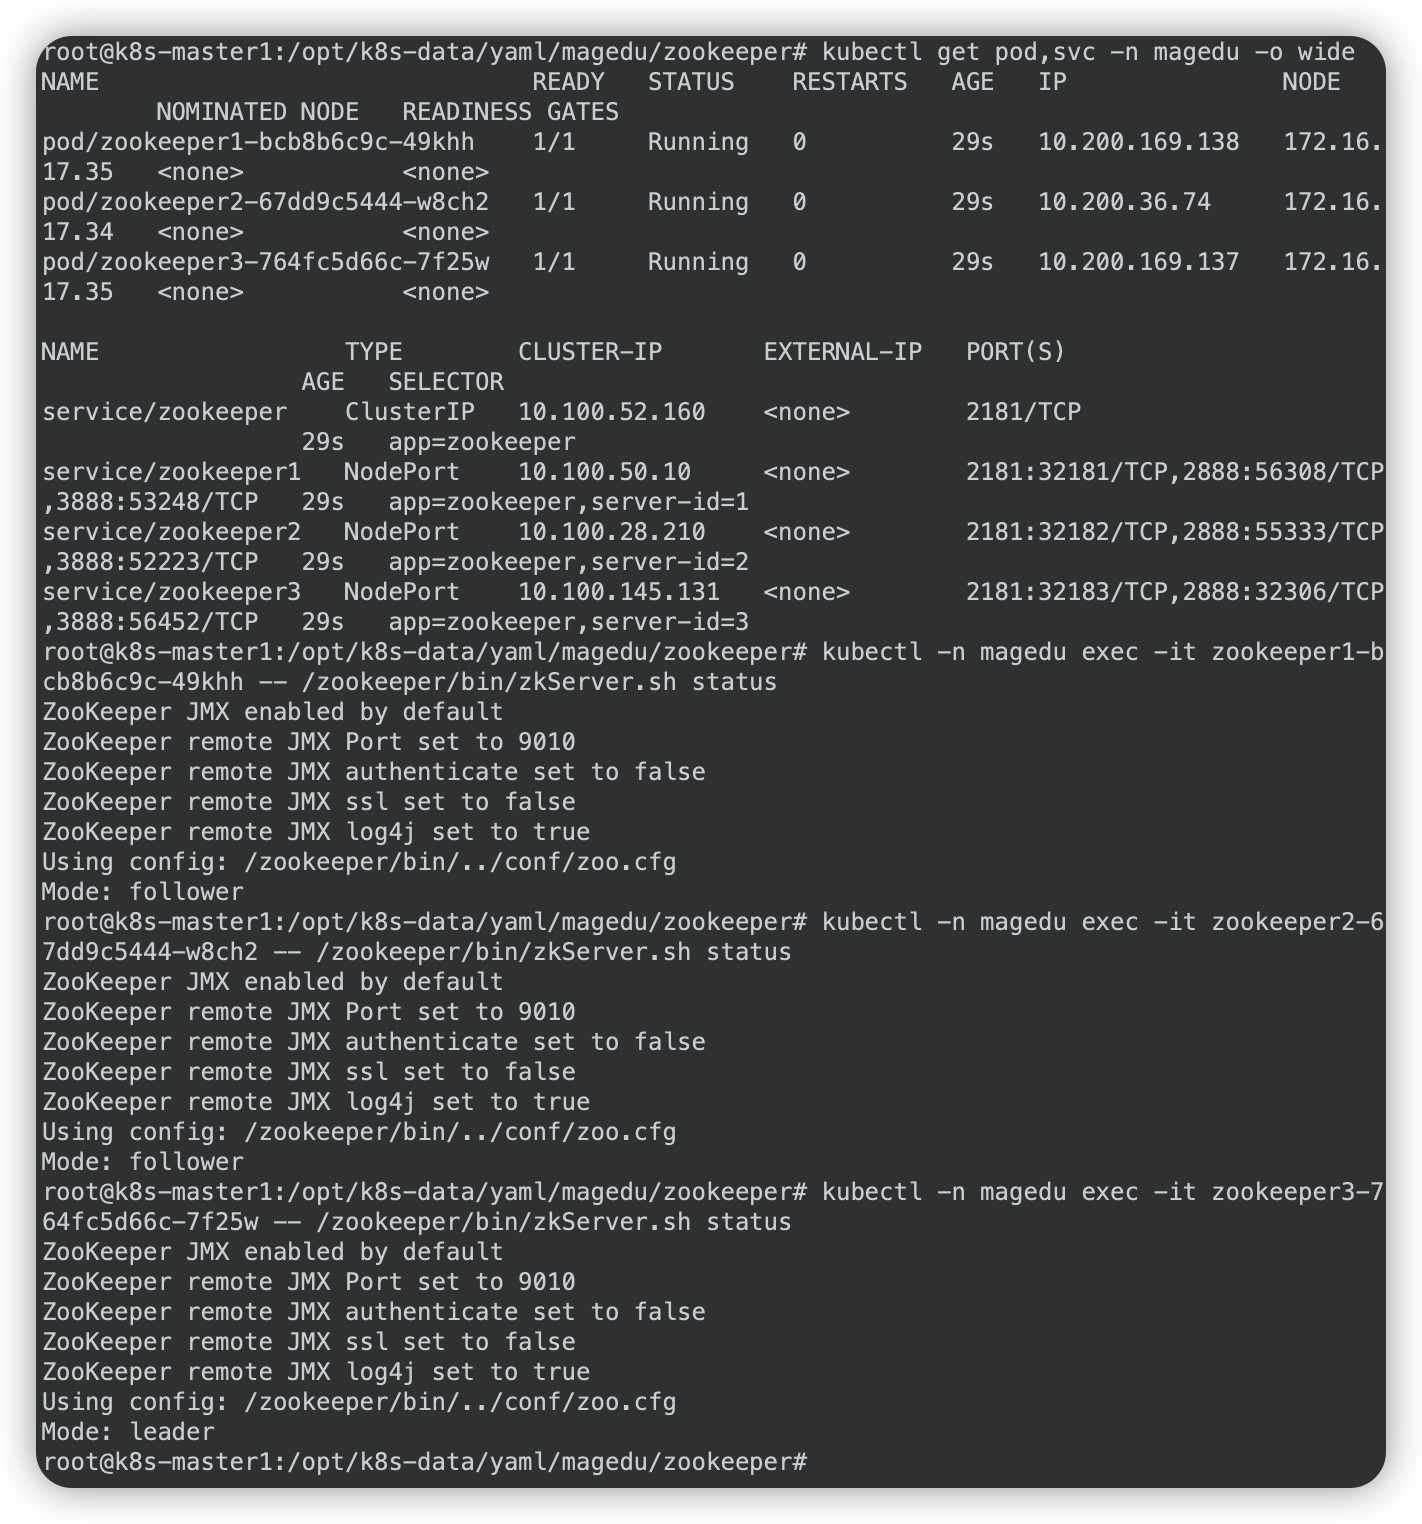 root@k8s-master1:/opt/k8s-data/yaml/magedu/zookeeper# kubectl get pod,svc -n magedu -o wide
NAME                              READY   STATUS    RESTARTS   AGE   IP               NODE
        NOMINATED NODE   READINESS GATES
pod/zookeeper1-bcb8b6c9c-49khh    1/1     Running   0          29s   10.200.169.138   172.16.
17.35   <none>           <none>
pod/zookeeper2-67dd9c5444-w8ch2   1/1     Running   0          29s   10.200.36.74     172.16.
17.34   <none>           <none>
pod/zookeeper3-764fc5d66c-7f25w   1/1     Running   0          29s   10.200.169.137   172.16.
17.35   <none>           <none>

NAME                 TYPE        CLUSTER-IP       EXTERNAL-IP   PORT(S)
                  AGE   SELECTOR
service/zookeeper    ClusterIP   10.100.52.160    <none>        2181/TCP
                  29s   app=zookeeper
service/zookeeper1   NodePort    10.100.50.10     <none>        2181:32181/TCP,2888:56308/TCP
,3888:53248/TCP   29s   app=zookeeper,server-id=1
service/zookeeper2   NodePort    10.100.28.210    <none>        2181:32182/TCP,2888:55333/TCP
,3888:52223/TCP   29s   app=zookeeper,server-id=2
service/zookeeper3   NodePort    10.100.145.131   <none>        2181:32183/TCP,2888:32306/TCP
,3888:56452/TCP   29s   app=zookeeper,server-id=3
root@k8s-master1:/opt/k8s-data/yaml/magedu/zookeeper# kubectl -n magedu exec -it zookeeper1-b
cb8b6c9c-49khh -- /zookeeper/bin/zkServer.sh status
ZooKeeper JMX enabled by default
ZooKeeper remote JMX Port set to 9010
ZooKeeper remote JMX authenticate set to false
ZooKeeper remote JMX ssl set to false
ZooKeeper remote JMX log4j set to true
Using config: /zookeeper/bin/../conf/zoo.cfg
Mode: follower
root@k8s-master1:/opt/k8s-data/yaml/magedu/zookeeper# kubectl -n magedu exec -it zookeeper2-6
7dd9c5444-w8ch2 -- /zookeeper/bin/zkServer.sh status
ZooKeeper JMX enabled by default
ZooKeeper remote JMX Port set to 9010
ZooKeeper remote JMX authenticate set to false
ZooKeeper remote JMX ssl set to false
ZooKeeper remote JMX log4j set to true
Using config: /zookeeper/bin/../conf/zoo.cfg
Mode: follower
root@k8s-master1:/opt/k8s-data/yaml/magedu/zookeeper# kubectl -n magedu exec -it zookeeper3-7
64fc5d66c-7f25w -- /zookeeper/bin/zkServer.sh status
ZooKeeper JMX enabled by default
ZooKeeper remote JMX Port set to 9010
ZooKeeper remote JMX authenticate set to false
ZooKeeper remote JMX ssl set to false
ZooKeeper remote JMX log4j set to true
Using config: /zookeeper/bin/../conf/zoo.cfg
Mode: leader
root@k8s-master1:/opt/k8s-data/yaml/magedu/zookeeper#